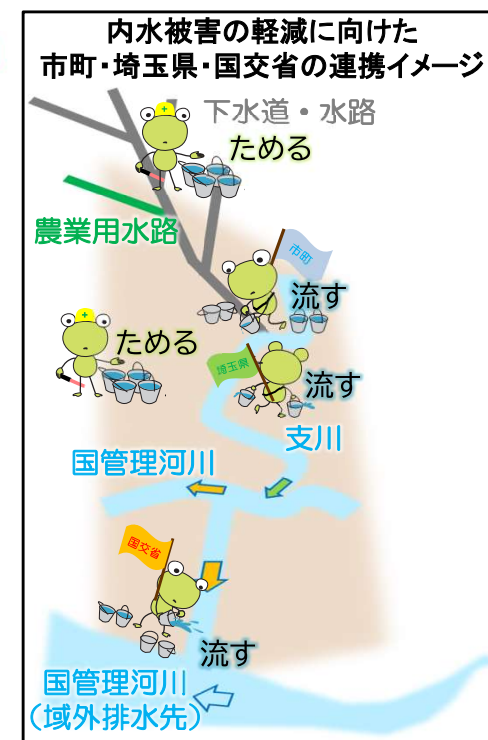 内水被害の軽減に向けた
市町・埼玉県・国交省の連携イメージ
下水道・水路
ためる
農業用水路
市町
流す
ためる
埼玉県
流す
支川
国管理河川
国交省
流す
国管理河川
（域外排水先）